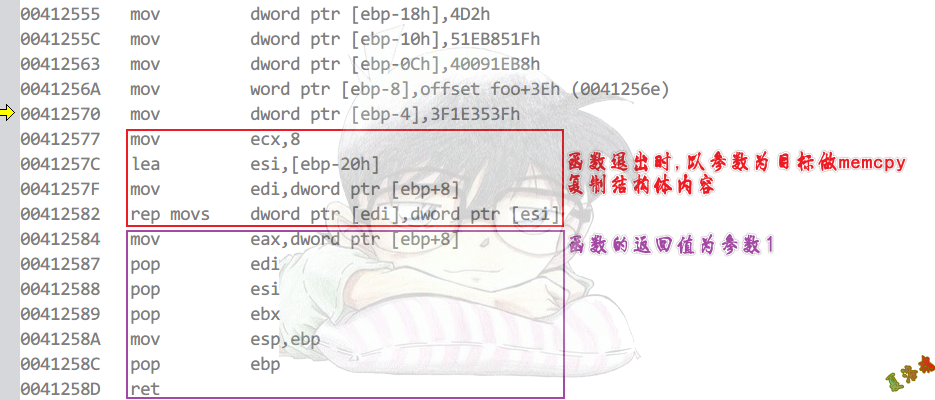 00412555 mov dword ptr [ebp-18h],4D2h
0041255C mov dword ptr [ebp-10h],51EB851Fh
00412563 mov dword ptr [ebp-0Ch],40091EB8h
0041256A mov word ptr [ebp-8],offset foo+3Eh (0041256e)
00412570 mov dword ptr [ebp-4],3F1E353Fh
00412577 mov ecx,8
0041257C lea esi,[ebp-20h]
0041257F mov edi,dword ptr [ebp+8]
00412582 rep movs dword ptr [edi],dword ptr [esi]
函数退出时,以参数为目标做memcpy
复制结构体内容
00412584 mov eax,dword ptr [ebp+8]
函数的返回值为参数1
00412587 pop edi
00412588 pop esi
00412589 pop ebx
0041258A mov esp,ebp
0041258C pop ebp
0041258D ret